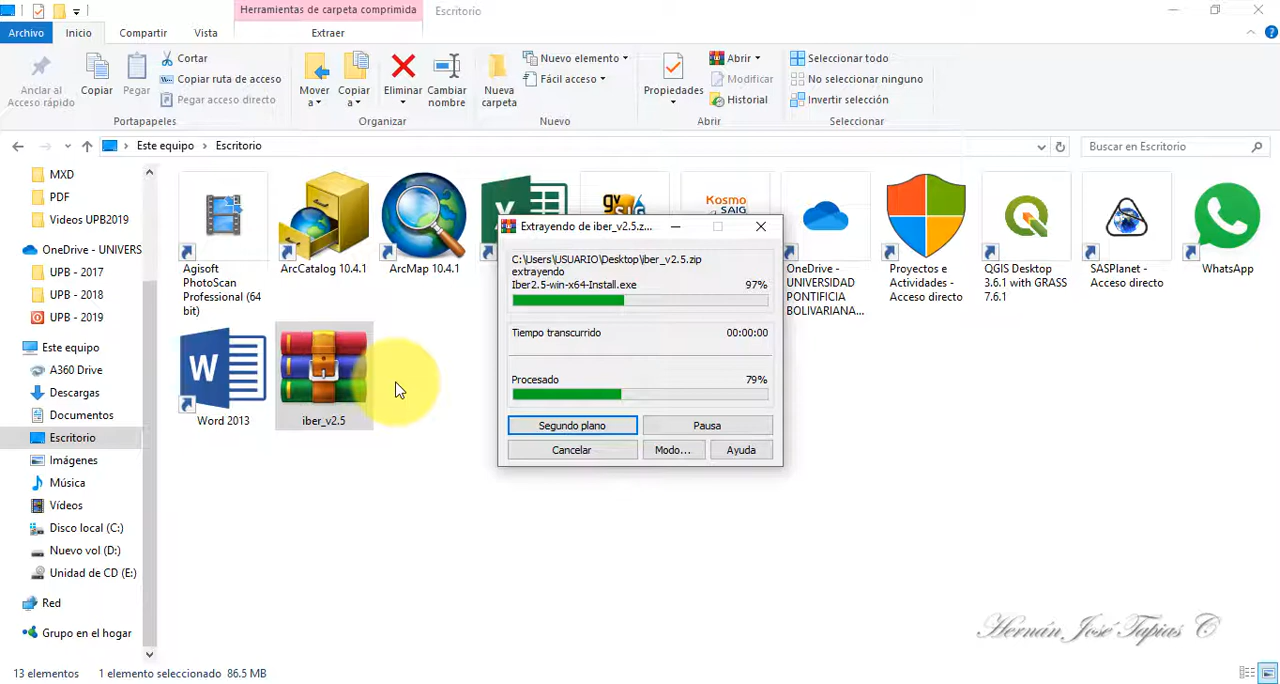 Herramientas de carpeta comprimida
Escritorio
Archivo
Inicio
Compartir
Vista
Extraer
Anclar al
Acceso rápido
Copiar
Pegar
Cortar
Copiar ruta de acceso
Pegar acceso directo
Portapapeles
Mover
a
Copiar
a
Eliminar
Cambiar
nombre
Organizar
Nueva
carpeta
Nuevo elemento
Fácil acceso
Nuevo
Propiedades
Abrir
Modificar
Historial
Abrir
Seleccionar todo
No seleccionar ninguno
Invertir selección
Seleccionar
Este equipo
Escritorio
Buscar en Escritorio
MXD
PDF
Videos UPB2019
OneDrive - UNIVERS
UPB - 2017
UPB - 2018
UPB - 2019
Este equipo
A360 Drive
Descargas
Documentos
Escritorio
Imágenes
Música
Vídeos
Disco local (C:)
Nuevo vol (D:)
Unidad de CD (E:)
Red
Grupo en el hogar
Agisoft
PhotoScan
Professional (64
bit)
ArcCatalog 10.4.1
ArcMap 10.4.1
Kosmo
SAIG
OneDrive -
UNIVERSIDAD
PONTIFICIA
BOLIVARIANA...
Proyectos e
Actividades -
Acceso directo
QGIS Desktop
3.6.1 with GRASS
7.6.1
SASPlanet -
Acceso directo
WhatsApp
Word 2013
iber_v2.5
Extrayendo de iber_v2.5.z...
C:\Users\USUARIO\Desktop\iber_v2.5.zip
extrayendo
Iber2.5-win-x64-Install.exe 97%
Tiempo transcurrido 00:00:00
Procesado 79%
Segundo plano
Pausa
Cancelar
Modo...
Ayuda
Hernán José Tapias C
13 elementos
1 elemento seleccionado 86.5 MB